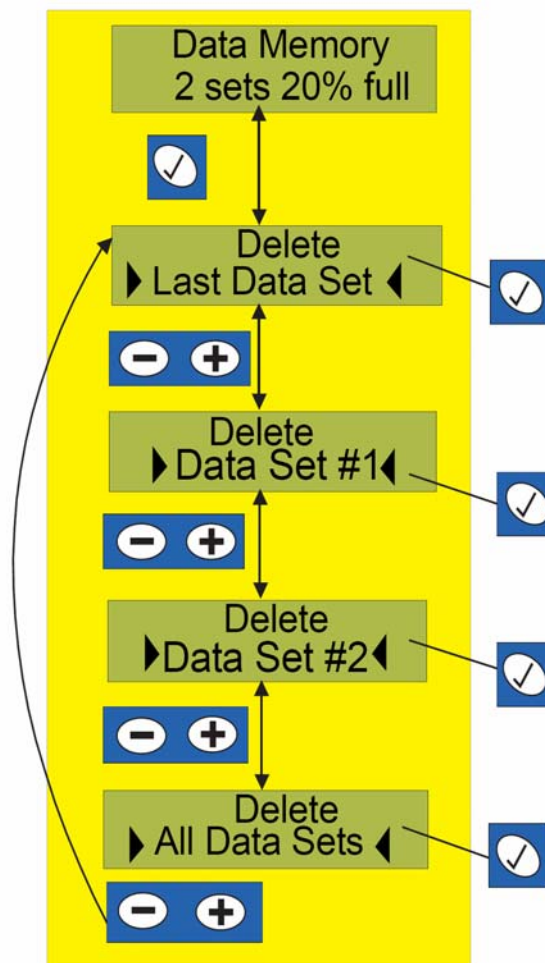 Data Memory
2 sets 20% full
Delete
Last Data Set
Delete
Data Set #1
Delete
Data Set #2
Delete
All Data Sets